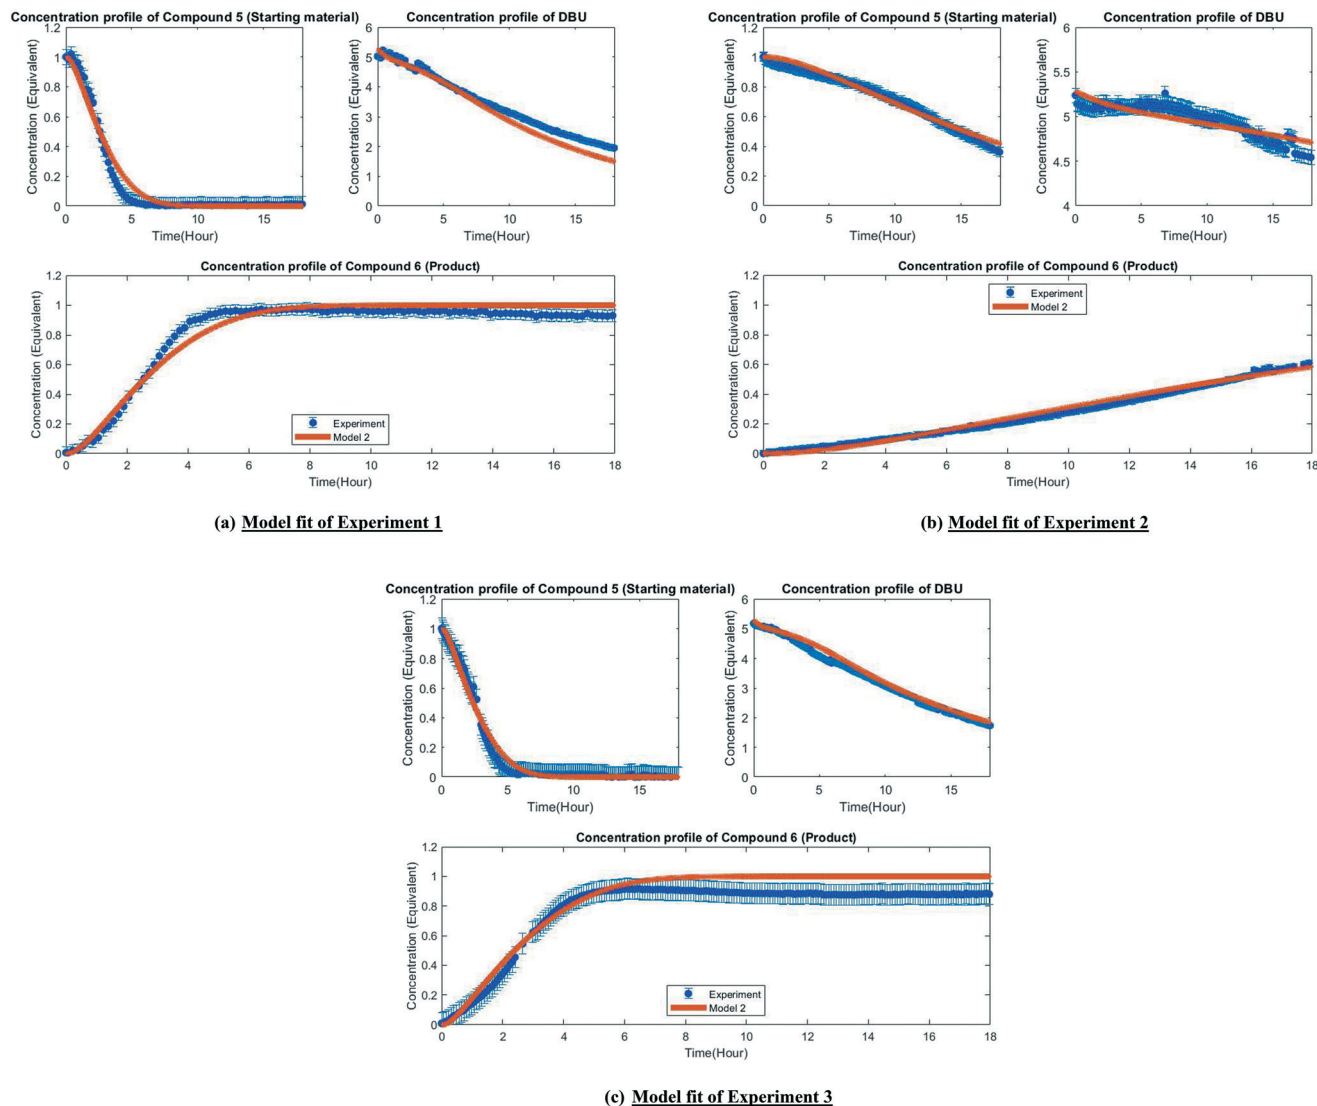 Concentration profile of Compound 5 (Starting material)
Concentration (Equivalent)
1.2
1
0.8
0.6
0.4
0.2
0
0 5 10 15
Time(Hour)
Concentration profile of DBU
Concentration (Equivalent)
6
5
4
3
2
1
0
0 5 10 15
Time(Hour)
Concentration profile of Compound 6 (Product)
Concentration (Equivalent)
1.2
1
0.8
0.6
0.4
0.2
0
0 2 4 6 8 10 12 14 16 18
Time(Hour)
Experiment
Model 2
(a) Model fit of Experiment 1
Concentration profile of Compound 5 (Starting material)
Concentration (Equivalent)
1.2
1
0.8
0.6
0.4
0.2
0
0 5 10 15
Time(Hour)
Concentration profile of DBU
Concentration (Equivalent)
6
5.5
5
4.5
4
0 5 10 15
Time(Hour)
Concentration profile of Compound 6 (Product)
Concentration (Equivalent)
1.2
1
0.8
0.6
0.4
0.2
0
0 2 4 6 8 10 12 14 16 18
Time(Hour)
Experiment
Model 2
(b) Model fit of Experiment 2
Concentration profile of Compound 5 (Starting material)
Concentration (Equivalent)
1.2
1
0.8
0.6
0.4
0.2
0
0 5 10 15
Time(Hour)
Concentration profile of DBU
Concentration (Equivalent)
6
5
4
3
2
1
0
0 5 10 15
Time(Hour)
Concentration profile of Compound 6 (Product)
Concentration (Equivalent)
1.2
1
0.8
0.6
0.4
0.2
0
0 2 4 6 8 10 12 14 16 18
Time(Hour)
Experiment
Model 2
(c) Model fit of Experiment 3